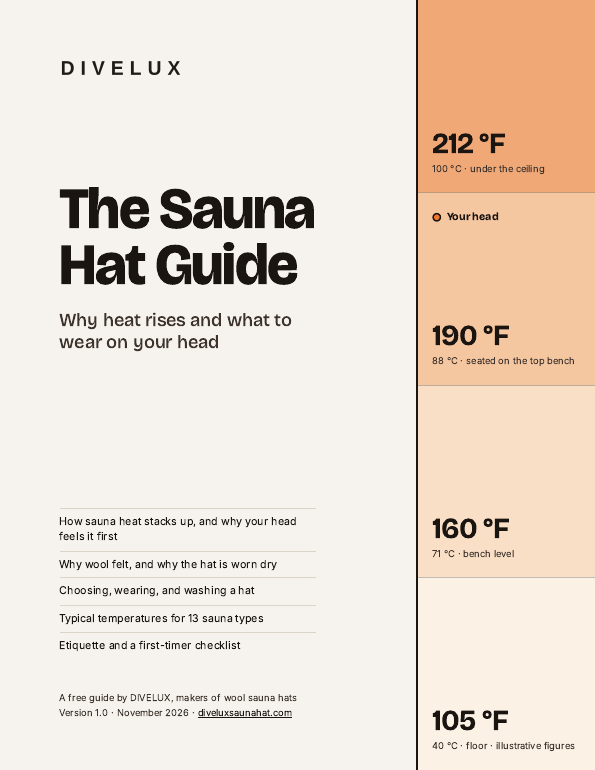 DIVELUX
The Sauna
Hat Guide
Why heat rises and what to
wear on your head
How sauna heat stacks up, and why your head
feels it first
Why wool felt, and why the hat is worn dry
Choosing, wearing, and washing a hat
Typical temperatures for 13 sauna types
Etiquette and a first-timer checklist
A free guide by DIVELUX, makers of wool sauna hats
Version 1.0 · November 2026 · diveluxsaunahat.com
212 °F
100 °C · under the ceiling
Your head
190 °F
88 °C · seated on the top bench
160 °F
71 °C · bench level
105 °F
40 °C · floor · illustrative figures